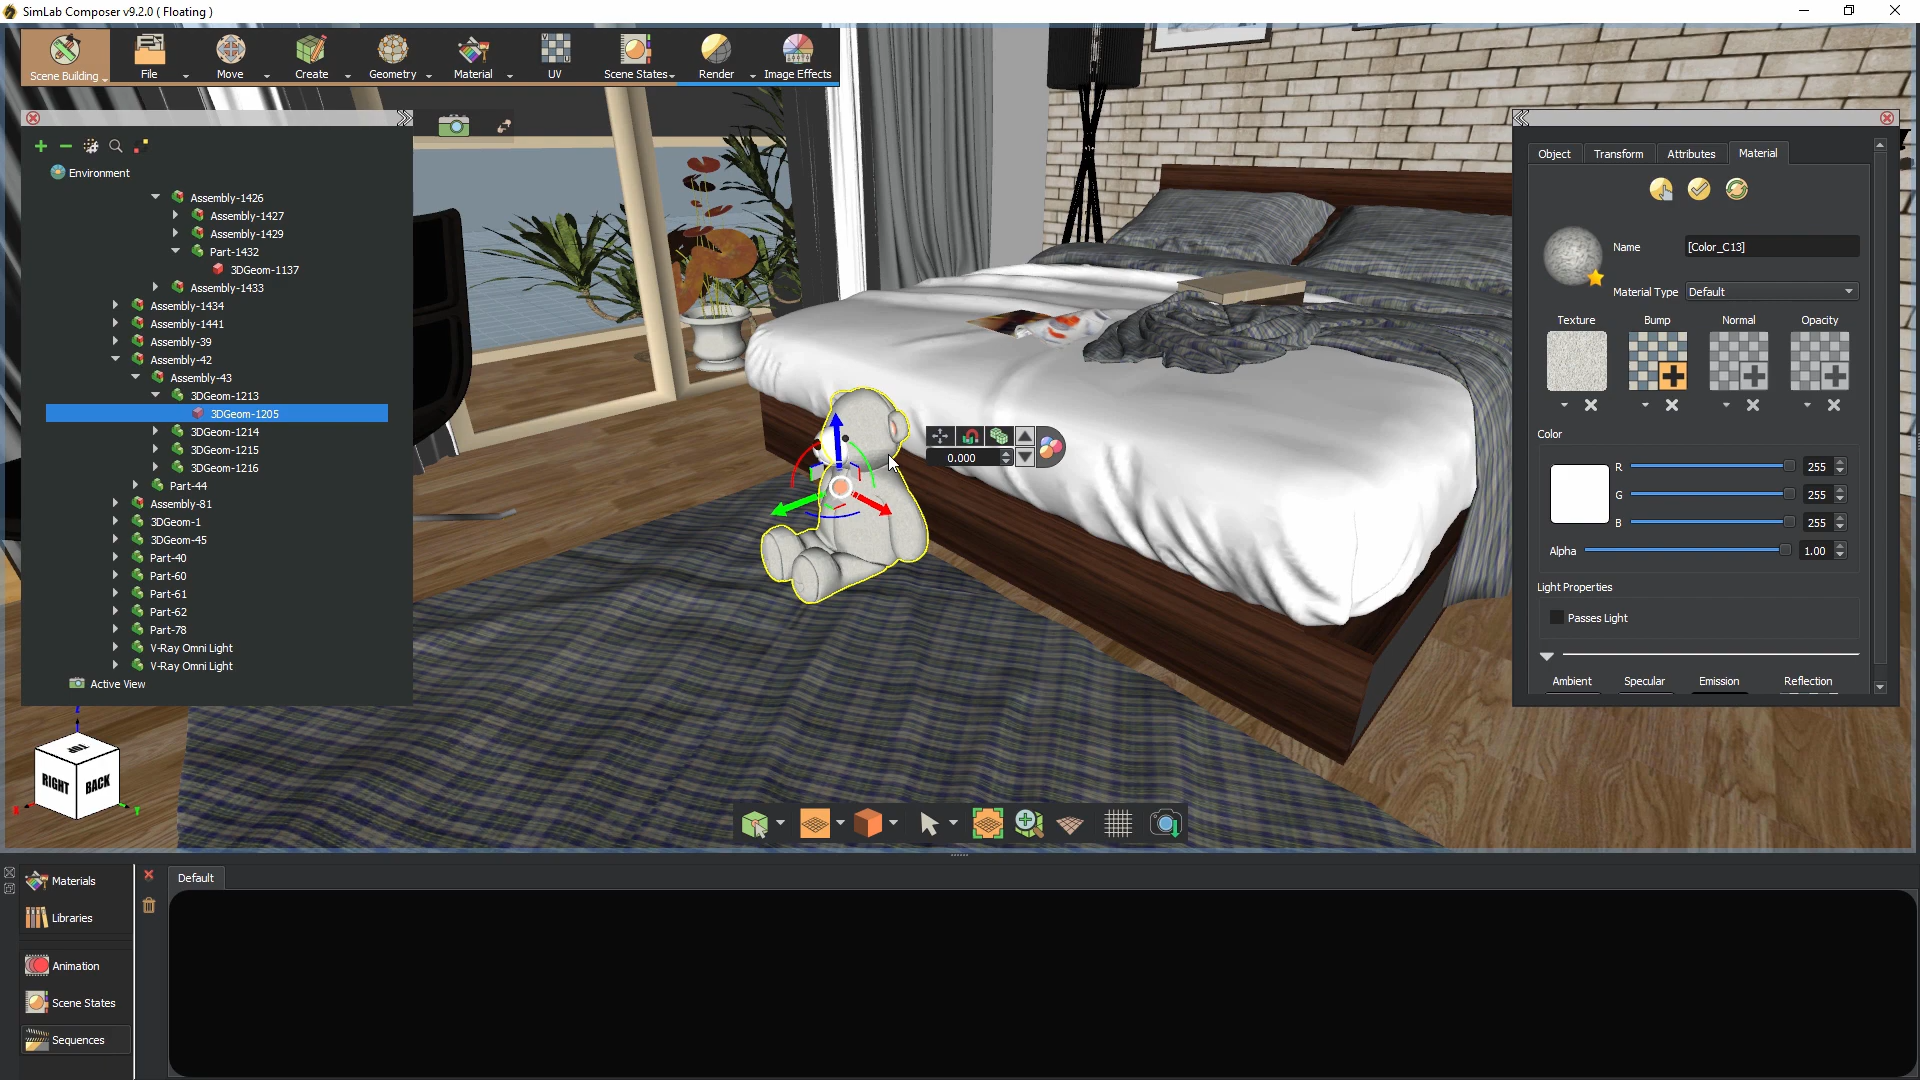 SimLab Composer v9.2.0 ( Floating )
Scene Building
File
Move
Create
Geometry
Material
UV
Scene States
Render
Image Effects
Environment
Assembly-1426
Assembly-1427
Assembly-1429
Part-1432
3DGeom-1137
Assembly-1433
Assembly-1434
Assembly-1441
Assembly-39
Assembly-42
Assembly-43
3DGeom-1213
3DGeom-1205
3DGeom-1214
3DGeom-1215
3DGeom-1216
Part-44
Assembly-81
3DGeom-1
3DGeom-45
Part-40
Part-60
Part-61
Part-62
Part-78
V-Ray Omni Light
V-Ray Omni Light
Active View
0.000
Object
Transform
Attributes
Material
Name
[Color_C13]
Material Type
Default
Texture
Bump
Normal
Opacity
Color
R
255
G
255
B
255
Alpha
1.00
Light Properties
Passes Light
Ambient
Specular
Emission
Reflection
TOP
RIGHT
BACK
Materials
Libraries
Animation
Scene States
Sequences
Default